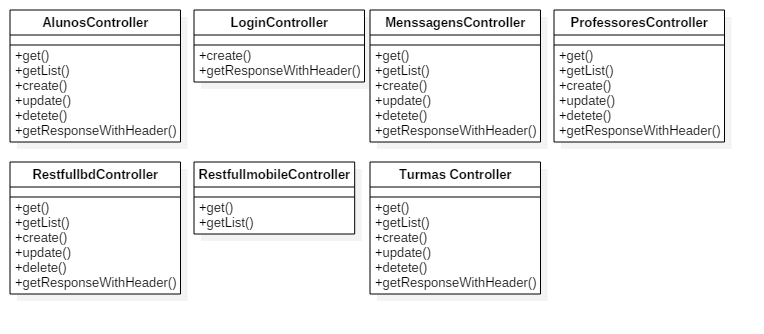 AlunosController
+get()
+getList()
+create()
+update()
+detete()
+getResponseWithHeader()
LoginController
+create()
+getResponseWithHeader()
MenssagensController
+get()
+getList()
+create()
+update()
+detete()
+getResponseWithHeader()
ProfessoresController
+get()
+getList()
+create()
+update()
+detete()
+getResponseWithHeader()
RestfullbdController
+get()
+getList()
+create()
+update()
+delete()
+getResponseWithHeader()
RestfullmobileController
+get()
+getList()
Turmas Controller
+get()
+getList()
+create()
+update()
+detete()
+getResponseWithHeader()